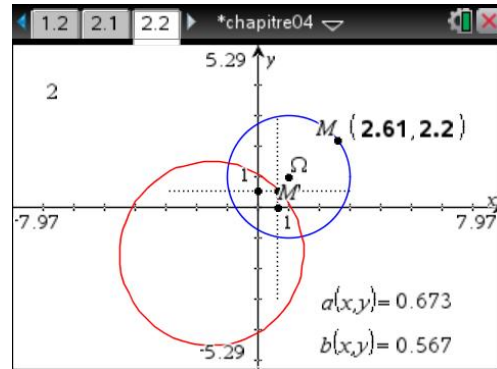 1.2 2.1 2.2 *chapitre04
5.29 y
2
M (2.61, 2.2)
Ω
1 M'
-7.97 1 x 7.97
a(x,y)= 0.673
-5.29 b(x,y)= 0.567